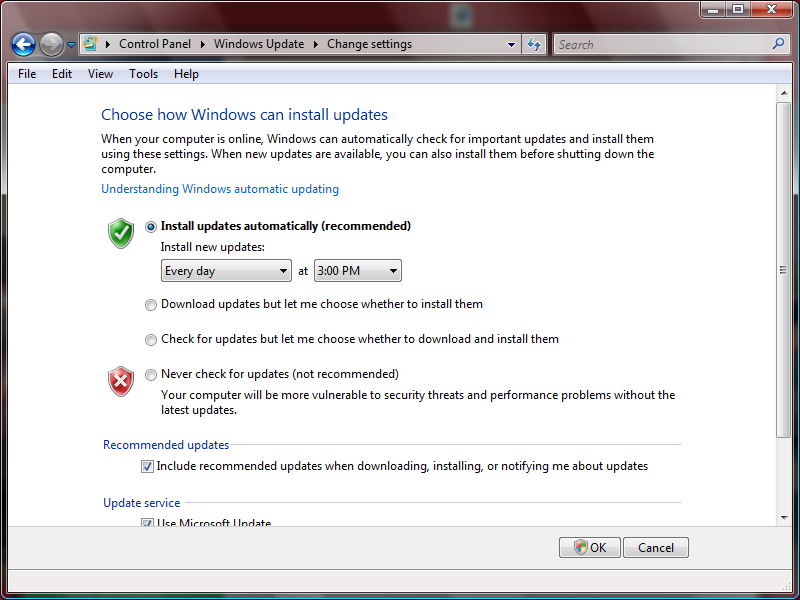 Control Panel Windows Update Change settings
Search
File Edit View Tools Help
Choose how Windows can install updates
When your computer is online, Windows can automatically check for important updates and install them
using these settings. When new updates are available, you can also install them before shutting down the
computer.
Understanding Windows automatic updating
Install updates automatically (recommended)
Install new updates:
Every day at 3:00 PM
Download updates but let me choose whether to install them
Check for updates but let me choose whether to download and install them
Never check for updates (not recommended)
Your computer will be more vulnerable to security threats and performance problems without the
latest updates.
Recommended updates
Include recommended updates when downloading, installing, or notifying me about updates
Update service
Use Microsoft Update
OK Cancel